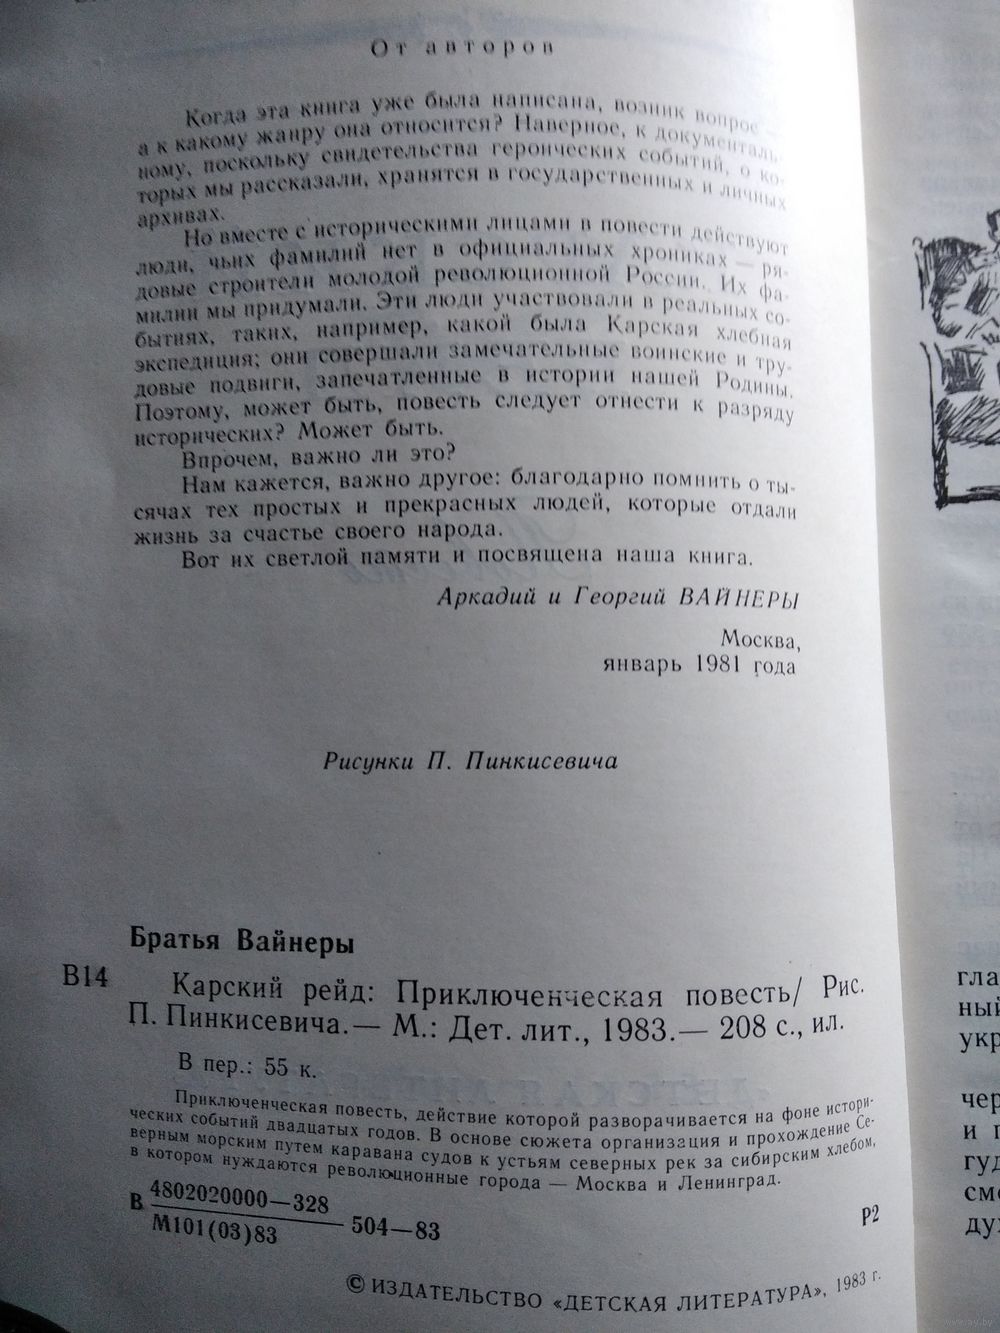 От авторов
Когда эта книга уже была написана, возник вопрос —
а к какому жанру она относится? Наверное, к документаль-
ному, поскольку свидетельства героических событий, о ко-
торых мы рассказали, хранятся в государственных и личных
архивах.
Но вместе с историческими лицами в повести действуют
люди, чьих фамилий нет в официальных хрониках — ря-
довые строители молодой революционной России. Их фа-
милии мы придумали. Эти люди участвовали в реальных со-
бытиях, таких, например, какой была Карская хлебная
экспедиция; они совершали замечательные воинские и тру-
довые подвиги, запечатленные в истории нашей Родины.
Поэтому, может быть, повесть следует отнести к разряду
исторических? Может быть.
Впрочем, важно ли это?
Нам кажется, важно другое: благодарно помнить о ты-
сячах тех простых и прекрасных людей, которые отдали
жизнь за счастье своего народа.
Вот их светлой памяти и посвящена наша книга.
Аркадий и Георгий ВАЙНЕРЫ
Москва,
январь 1981 года
Рисунки П. Пинкисевича
Братья Вайнеры
В14 Карский рейд: Приключенческая повесть/ Рис.
П. Пинкисевича.— М.: Дет. лит., 1983.— 208 с., ил.
В пер.: 55 к.
Приключенческая повесть, действие которой разворачивается на фоне истори-
ческих событий двадцатых годов. В основе сюжета организация и прохождение Се-
верным морским путем каравана судов к устьям северных рек за сибирским хлебом,
в котором нуждаются революционные города — Москва и Ленинград.
В 4802020000—328
М101(03)83 504—83
Р2
© ИЗДАТЕЛЬСТВО «ДЕТСКАЯ ЛИТЕРАТУРА», 1983 г.
гла
ный
укр
чер
и п
гуд
смо
дух